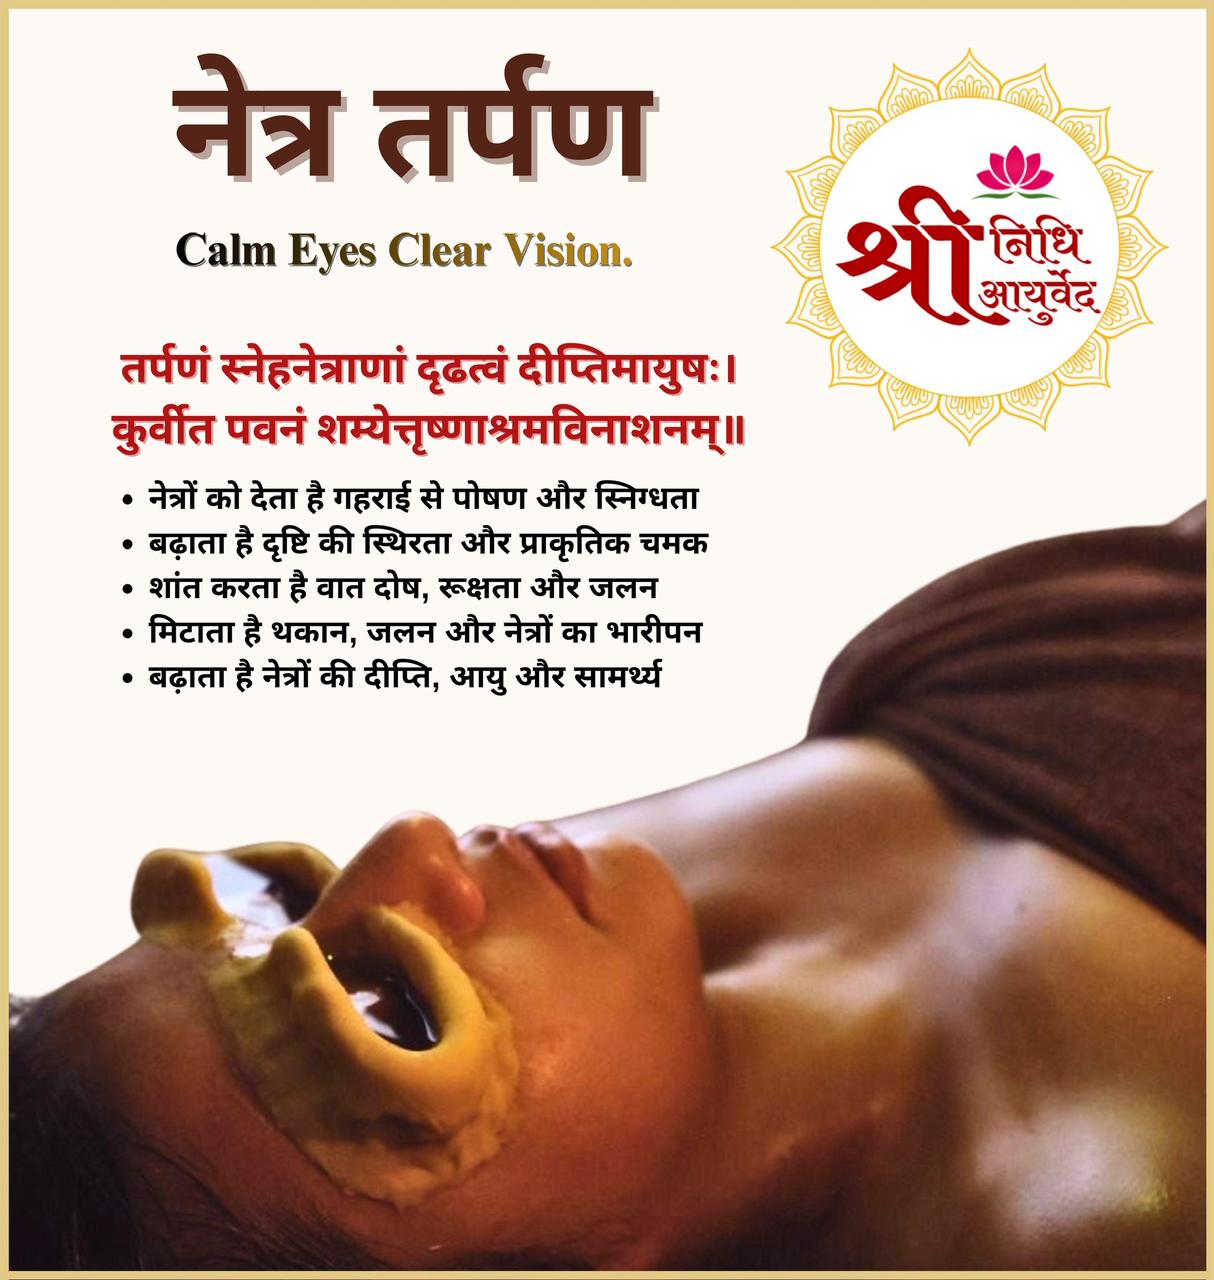 नेत्र तर्पण
Calm Eyes Clear Vision.
श्री निधि
आयुर्वेद
तर्पणं स्नेहनेत्राणां दृढत्वं दीप्तिमायुषः।
कुर्वीत पवनं शम्येत्तृष्णाश्रमविनाशनम्॥
• नेत्रों को देता है गहराई से पोषण और स्निग्धता
• बढ़ाता है दृष्टि की स्थिरता और प्राकृतिक चमक
• शांत करता है वात दोष, रूक्षता और जलन
• मिटाता है थकान, जलन और नेत्रों का भारीपन
• बढ़ाता है नेत्रों की दीप्ति, आयु और सामर्थ्य